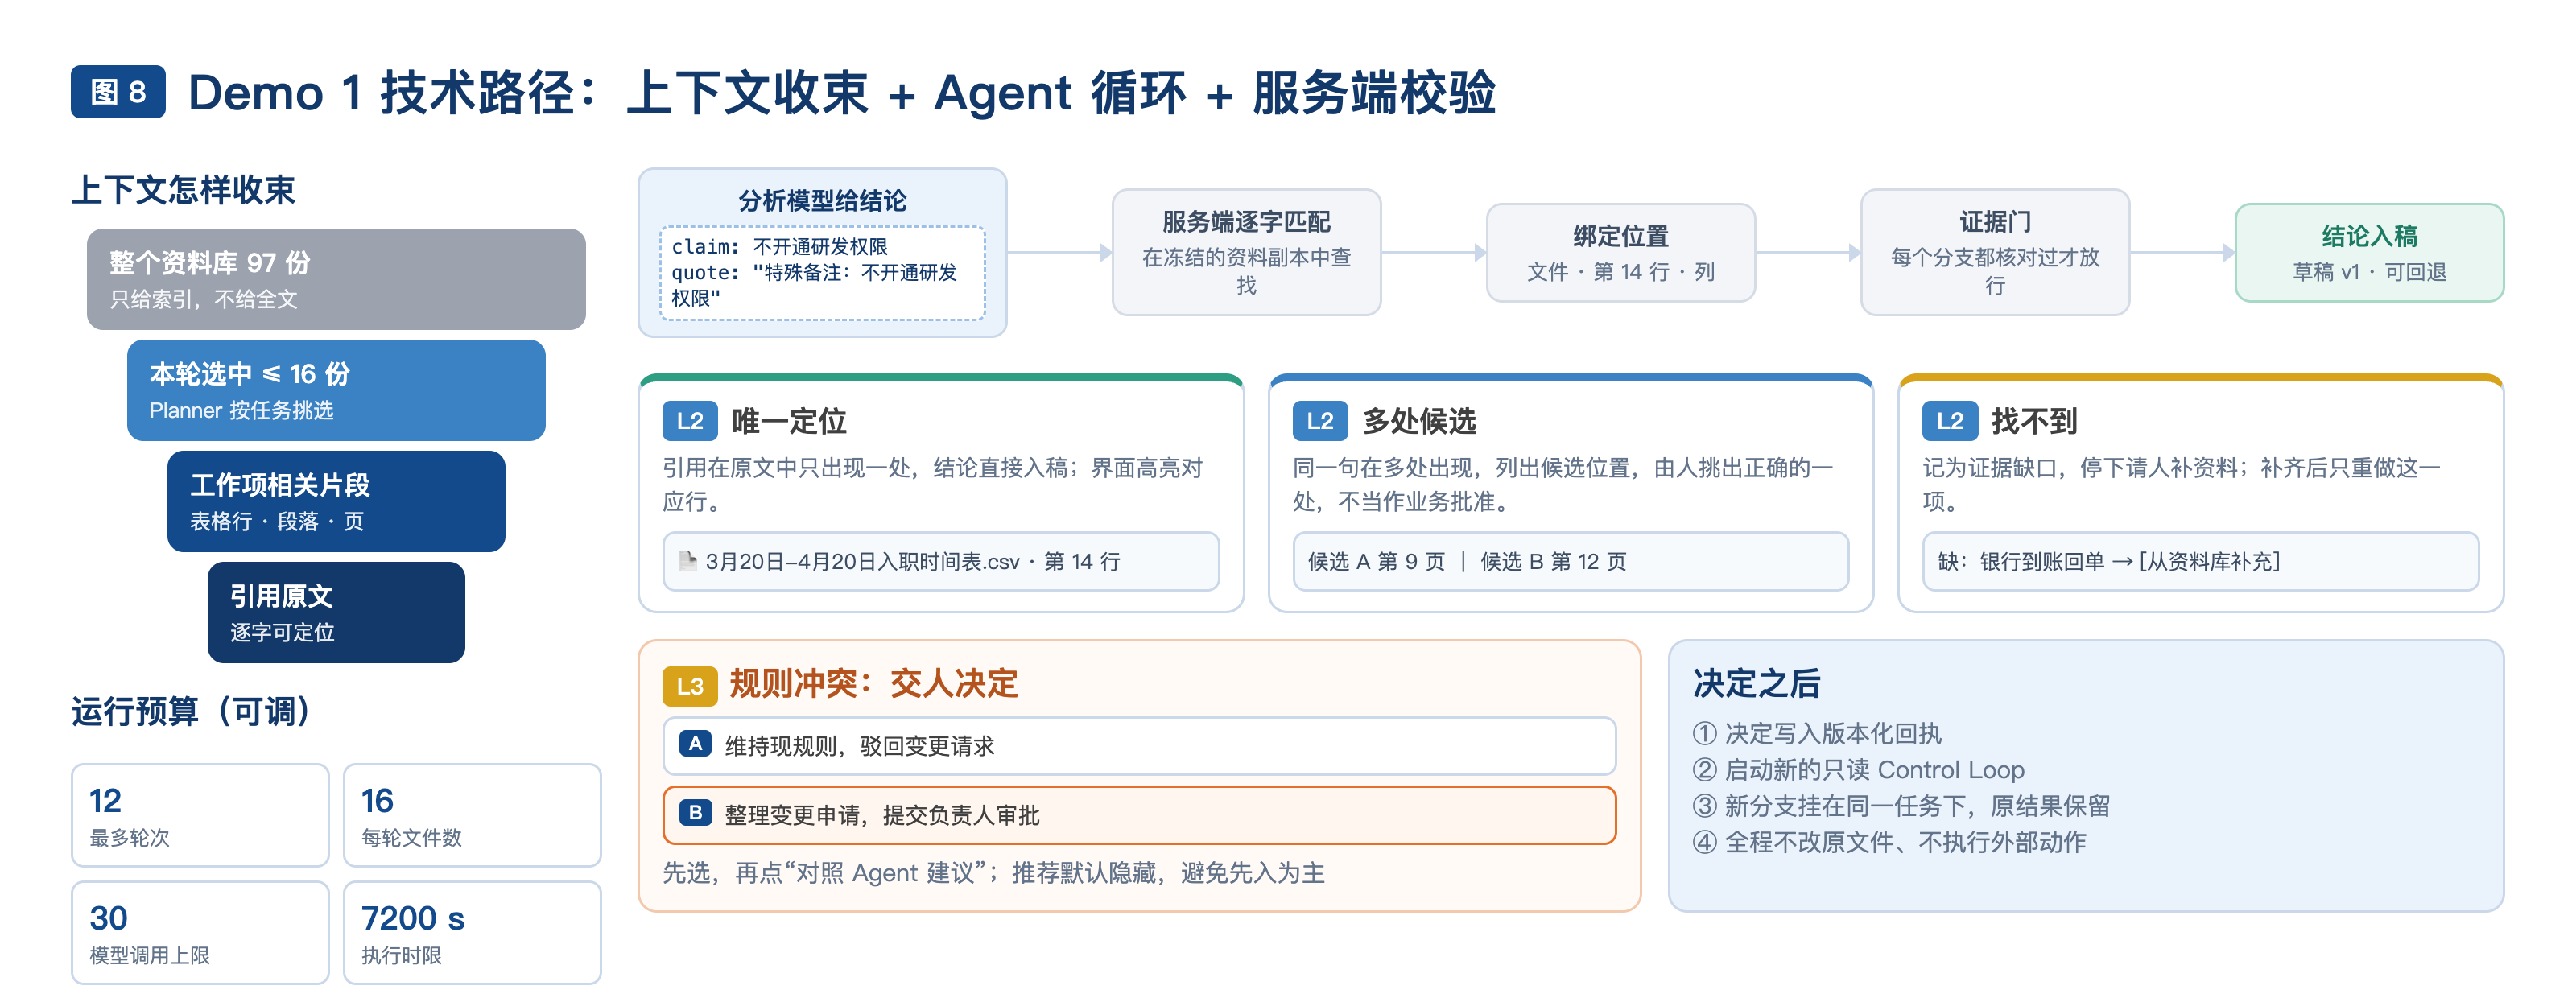 图 8
Demo 1 技术路径：上下文收束 + Agent 循环 + 服务端校验
上下文怎样收束
整个资料库 97 份
只给索引，不给全文
本轮选中 ≤ 16 份
Planner 按任务挑选
工作项相关片段
表格行 · 段落 · 页
引用原文
逐字可定位
运行预算（可调）
12
最多轮次
16
每轮文件数
30
模型调用上限
7200 s
执行时限
分析模型给结论
claim: 不开通研发权限
quote: "特殊备注：不开通研发
权限"
服务端逐字匹配
在冻结的资料副本中查
找
绑定位置
文件 · 第 14 行 · 列
证据门
每个分支都核对过才放
行
结论入稿
草稿 v1 · 可回退
L2 唯一定位
引用在原文中只出现一处，结论直接入稿；界面高亮对
应行。
3月20日–4月20日入职时间表.csv · 第 14 行
L2 多处候选
同一句在多处出现，列出候选位置，由人挑出正确的一
处，不当作业务批准。
候选 A 第 9 页 ｜ 候选 B 第 12 页
L2 找不到
记为证据缺口，停下请人补资料；补齐后只重做这一
项。
缺：银行到账回单 → [从资料库补充]
L3 规则冲突：交人决定
A 维持现规则，驳回变更请求
B 整理变更申请，提交负责人审批
先选，再点“对照 Agent 建议”；推荐默认隐藏，避免先入为主
决定之后
① 决定写入版本化回执
② 启动新的只读 Control Loop
③ 新分支挂在同一任务下，原结果保留
④ 全程不改原文件、不执行外部动作